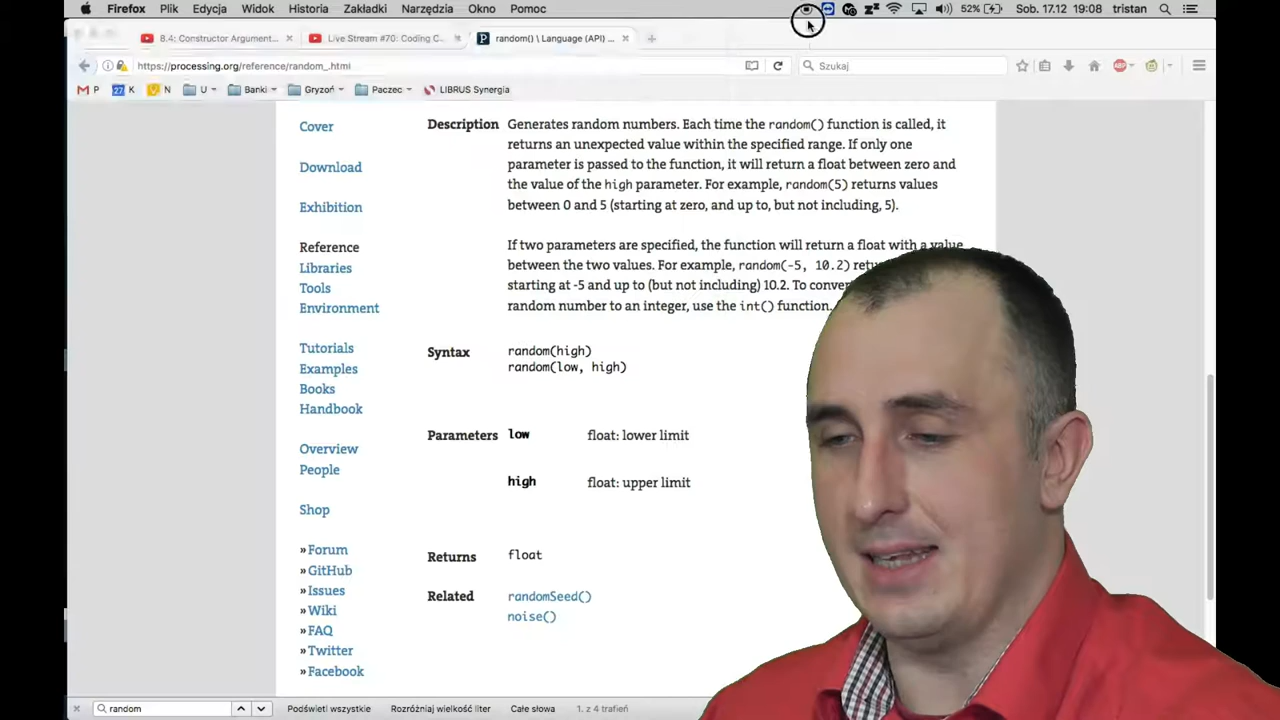 Firefox Plik Edycja Widok Historia Zakładki Narzędzia Okno Pomoc 52% Sob. 17.12 19:08 tristan
8.4: Constructor Argument... Live Stream #70: Coding C... random() \ Language (API) ...
https://processing.org/reference/random_.html Szukaj
P K N U Banki Gryzoń Paczec LIBRUS Synergia
Cover
Download
Exhibition
Reference
Libraries
Tools
Environment
Tutorials
Examples
Books
Handbook
Overview
People
Shop
» Forum
» GitHub
» Issues
» Wiki
» FAQ
» Twitter
» Facebook
Description Generates random numbers. Each time the random() function is called, it
returns an unexpected value within the specified range. If only one
parameter is passed to the function, it will return a float between zero and
the value of the high parameter. For example, random(5) returns values
between 0 and 5 (starting at zero, and up to, but not including, 5).
If two parameters are specified, the function will return a float with a value
between the two values. For example, random(-5, 10.2)
starting at -5 and up to (but not including) 10.2. To
random number to an integer, use the int() function.
Syntax random(high)
random(low, high)
Parameters low float: lower limit
high float: upper limit
Returns float
Related randomSeed()
noise()
random Podświetl wszystkie Rozróżniaj wielkość liter Całe słowa 1. z 4 trafień